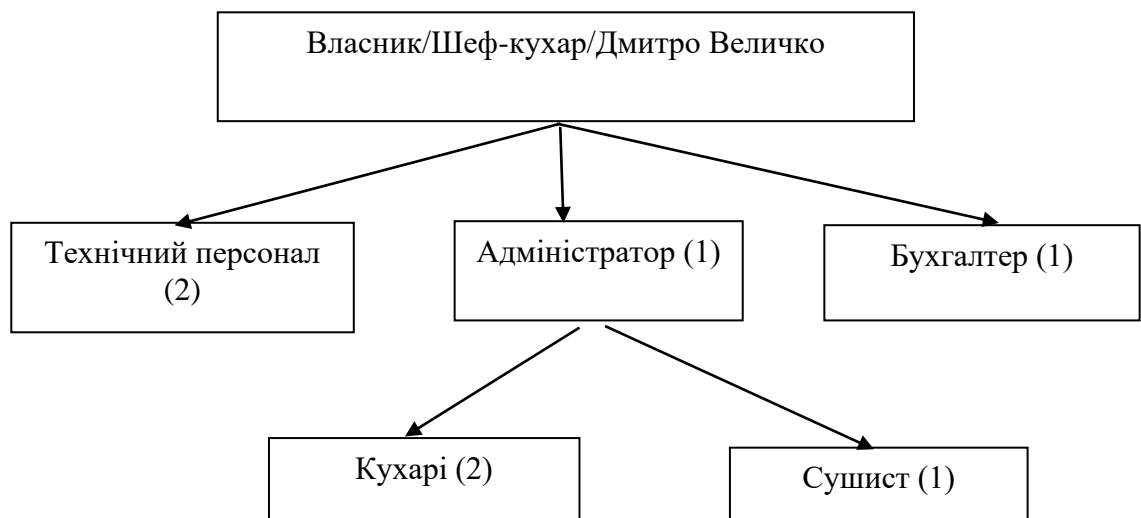 Власник/Шеф-кухар/Дмитро Величко
Технічний персонал
(2)
Адміністратор (1)
Бухгалтер (1)
Кухарі (2)
Сушист (1)